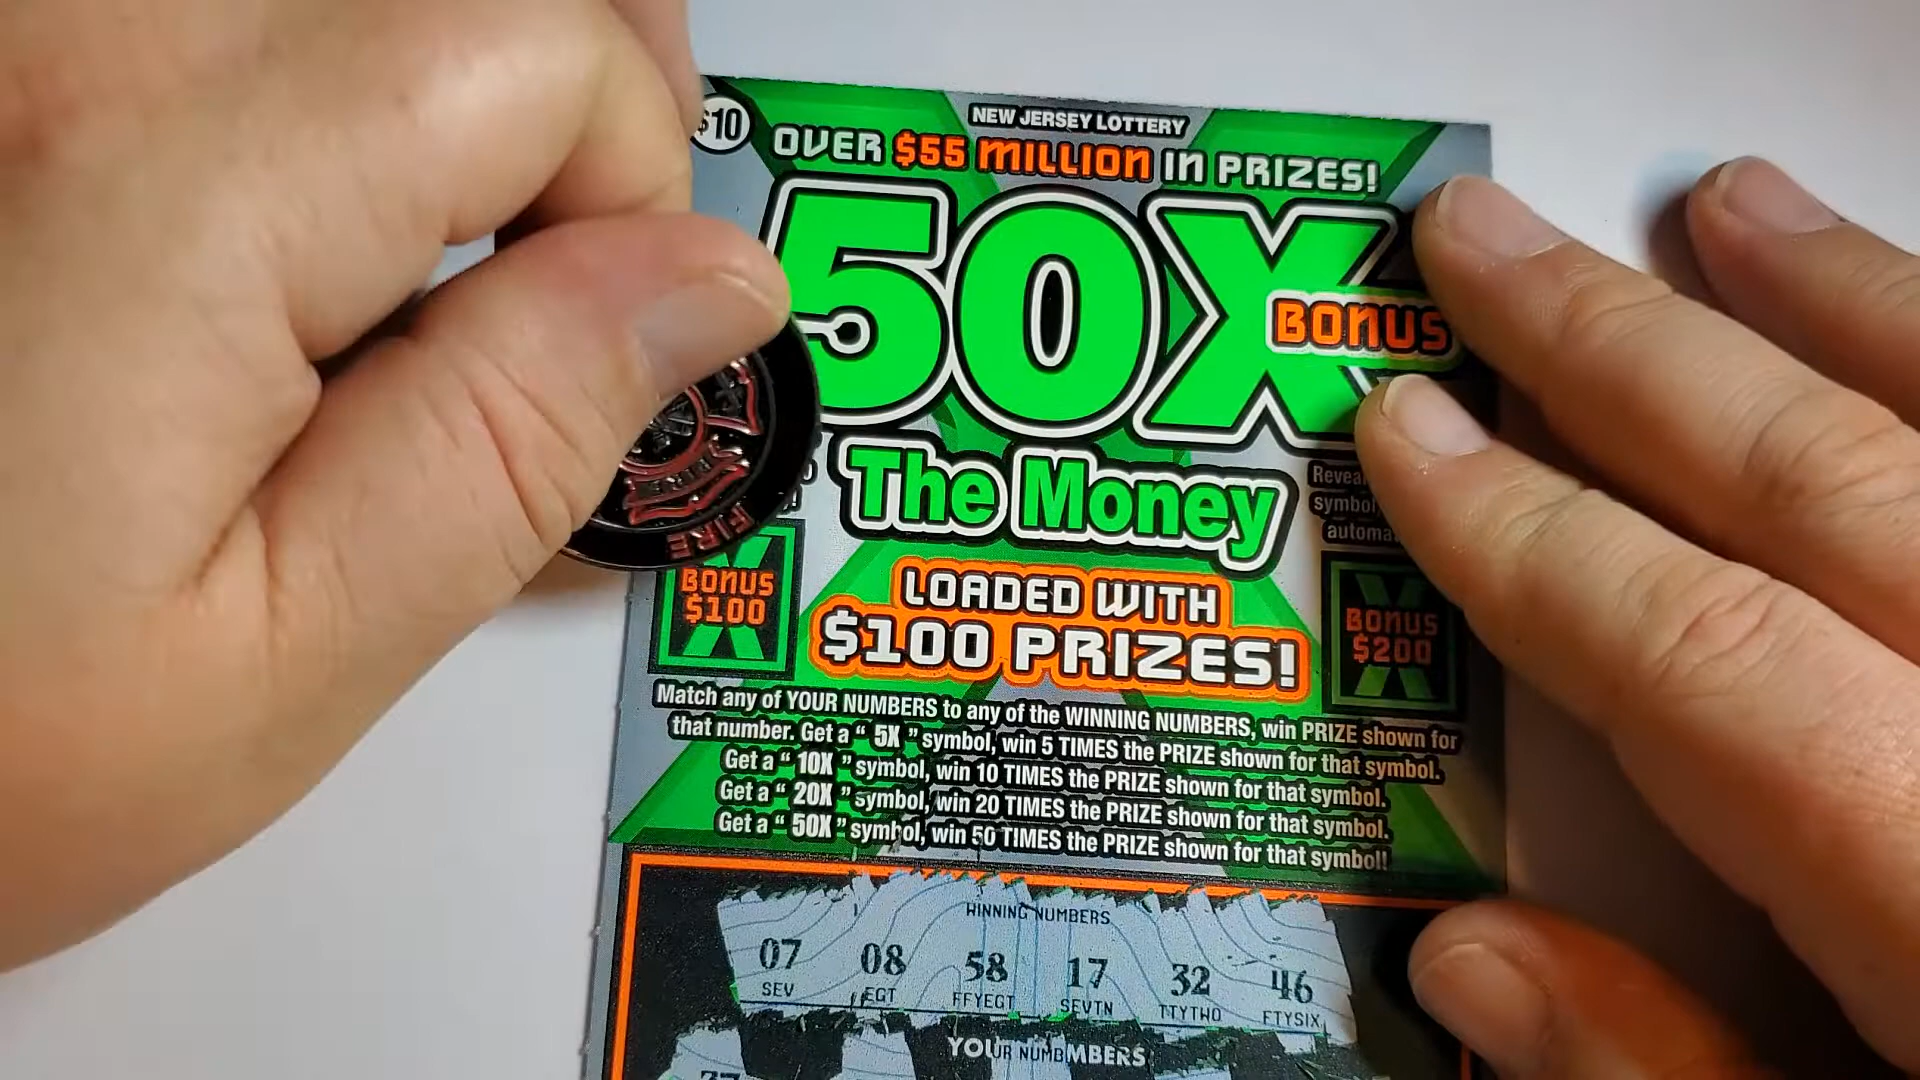 $10
NEW JERSEY LOTTERY
OVER $55 MILLION IN PRIZES!
50X
BONUS
The Money
symbol
FIRE
LOADED WITH
$100 PRIZES!
BONUS
$100
BONUS
$200
Match any of YOUR NUMBERS to any of the WINNING NUMBERS, win PRIZE shown for
that number. Get a “ 5X ” symbol, win 5 TIMES the PRIZE shown for that symbol.
Get a “ 10X ” symbol, win 10 TIMES the PRIZE shown for that symbol.
Get a “ 20X ” symbol, win 20 TIMES the PRIZE shown for that symbol.
Get a “ 50X ” symbol, win 50 TIMES the PRIZE shown for that symbol!
WINNING NUMBERS
07 08 58 17 32 46
SEV EGT FFYEGT SEVTN TTYTWO FTYSIX
YOUR NUMBERS